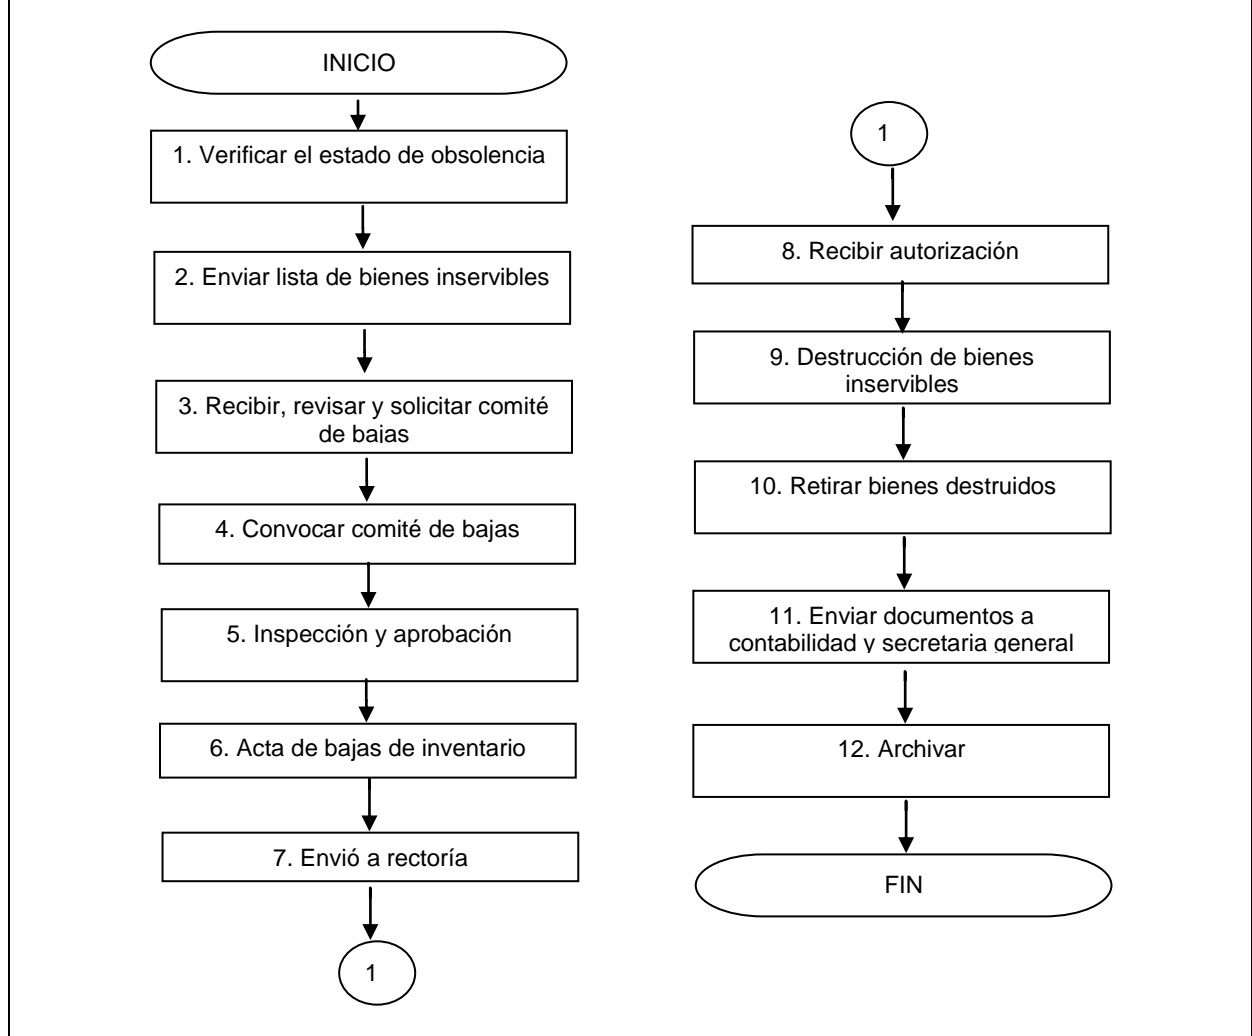 INICIO
1. Verificar el estado de obsolencia
2. Enviar lista de bienes inservibles
3. Recibir, revisar y solicitar comité
de bajas
4. Convocar comité de bajas
5. Inspección y aprobación
6. Acta de bajas de inventario
7. Envió a rectoría
1
1
8. Recibir autorización
9. Destrucción de bienes
inservibles
10. Retirar bienes destruidos
11. Enviar documentos a
contabilidad y secretaria general
12. Archivar
FIN